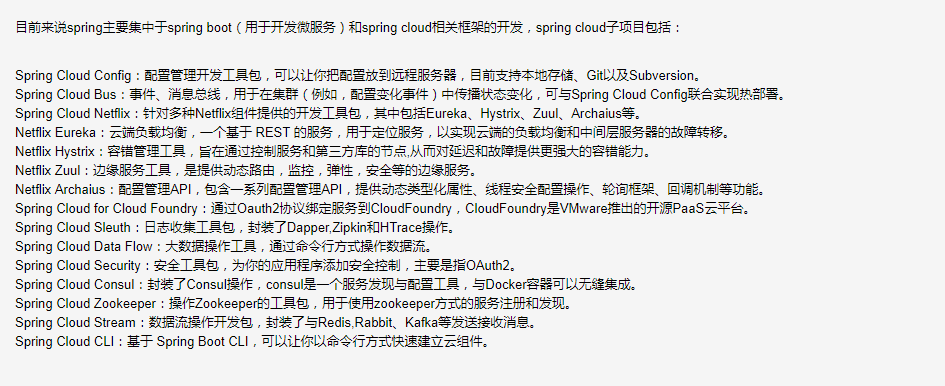 目前来说spring主要集中于spring boot（用于开发微服务）和spring cloud相关框架的开发，spring cloud子项目包括：
Spring Cloud Config：配置管理开发工具包，可以让你把配置放到远程服务器，目前支持本地存储、Git以及Subversion。
Spring Cloud Bus：事件、消息总线，用于在集群（例如，配置变化事件）中传播状态变化，可与Spring Cloud Config联合实现热部署。
Spring Cloud Netflix：针对多种Netflix组件提供的开发工具包，其中包括Eureka、Hystrix、Zuul、Archaius等。
Netflix Eureka：云端负载均衡，一个基于 REST 的服务，用于定位服务，以实现云端的负载均衡和中间层服务器的故障转移。
Netflix Hystrix：容错管理工具，旨在通过控制服务和第三方库的节点,从而对延迟和故障提供更强大的容错能力。
Netflix Zuul：边缘服务工具，是提供动态路由，监控，弹性，安全等的边缘服务。
Netflix Archaius：配置管理API，包含一系列配置管理API，提供动态类型化属性、线程安全配置操作、轮询框架、回调机制等功能。
Spring Cloud for Cloud Foundry：通过Oauth2协议绑定服务到CloudFoundry，CloudFoundry是VMware推出的开源PaaS云平台。
Spring Cloud Sleuth：日志收集工具包，封装了Dapper,Zipkin和HTrace操作。
Spring Cloud Data Flow：大数据操作工具，通过命令行方式操作数据流。
Spring Cloud Security：安全工具包，为你的应用程序添加安全控制，主要是指OAuth2。
Spring Cloud Consul：封装了Consul操作，consul是一个服务发现与配置工具，与Docker容器可以无缝集成。
Spring Cloud Zookeeper：操作Zookeeper的工具包，用于使用zookeeper方式的服务注册和发现。
Spring Cloud Stream：数据流操作开发包，封装了与Redis,Rabbit、Kafka等发送接收消息。
Spring Cloud CLI：基于 Spring Boot CLI，可以让你以命令行方式快速建立云组件。